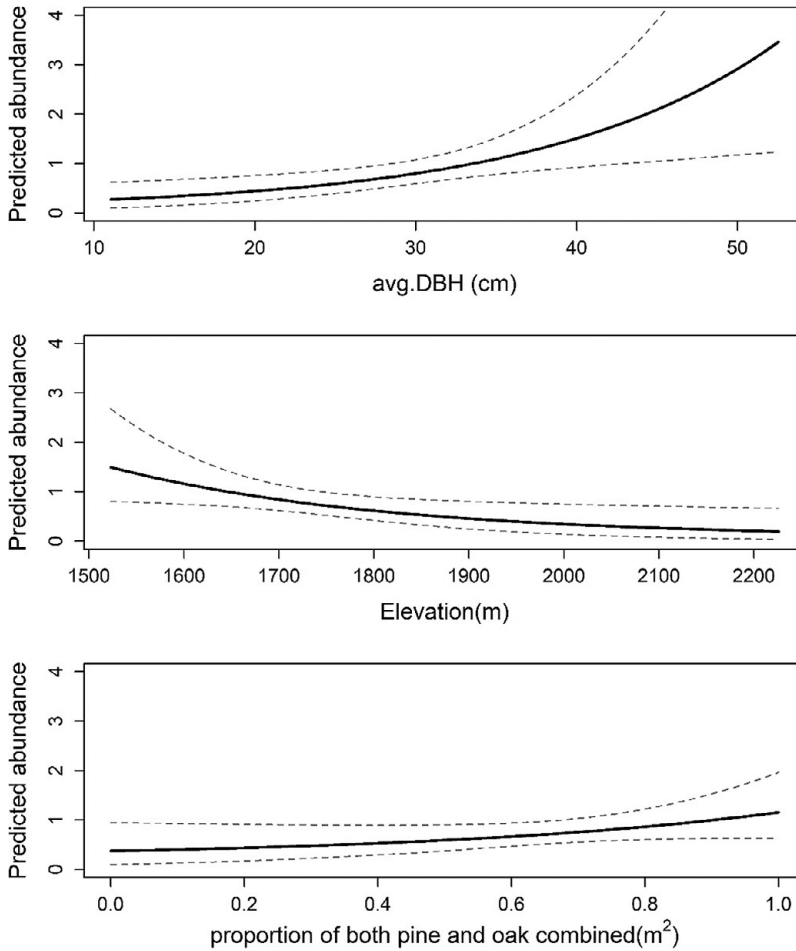 Predicted abundance
4
3
2
1
0
10 20 30 40 50
avg.DBH (cm)
Predicted abundance
4
3
2
1
0
1500 1600 1700 1800 1900 2000 2100 2200
Elevation(m)
Predicted abundance
4
3
2
1
0
0.0 0.2 0.4 0.6 0.8 1.0
proportion of both pine and oak combined(m²)